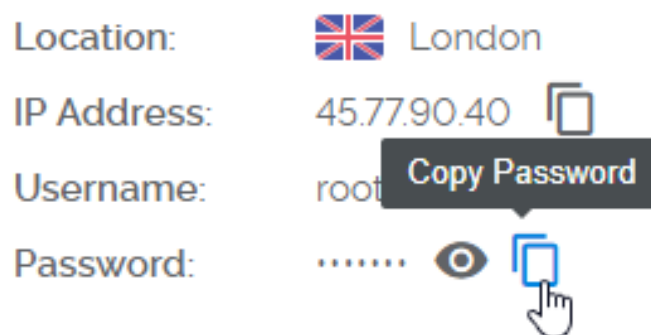 Location: London
IP Address: 45.77.90.40
Copy Password
Username: root
Password: ·······